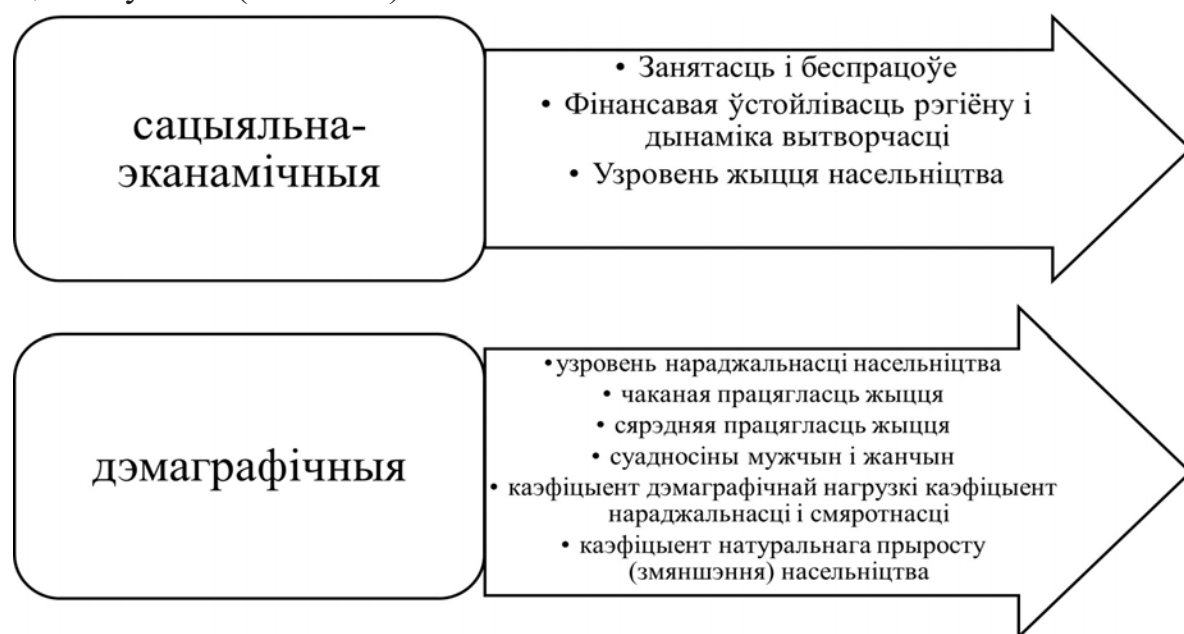 сацыяльна-
эканамічныя
• Занятасць і беспрацоўе
• Фінансавая ўстойлівасць рэгіёну і
дынаміка вытворчасці
• Узровень жыцця насельніцтва
дэмаграфічныя
•узровень нараджальнасці насельніцтва
• чаканая працягласць жыцця
• сярэдняя працягласць жыцця
• суадносіны мужчын і жанчын
• каэфіцыент дэмаграфічнай нагрузкі каэфіцыент
нараджальнасці і смяротнасці
• каэфіцыент натуральнага прыросту
(змяншэння) насельніцтва